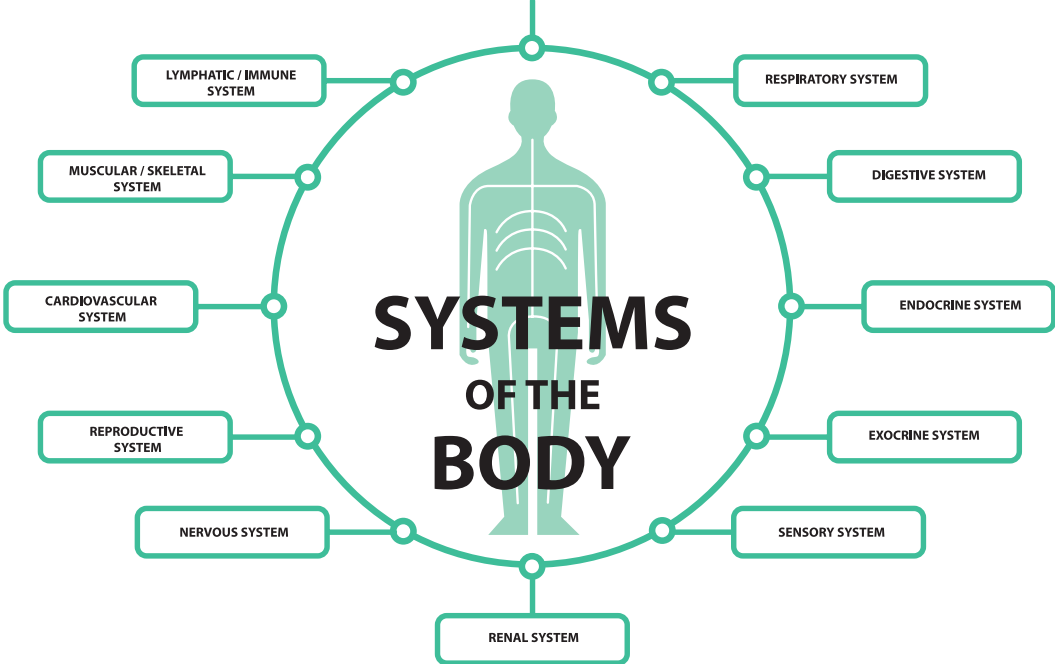 LYMPHATIC / IMMUNE
SYSTEM
RESPIRATORY SYSTEM
MUSCULAR / SKELETAL
SYSTEM
DIGESTIVE SYSTEM
CARDIOVASCULAR
SYSTEM
ENDOCRINE SYSTEM
SYSTEMS
OF THE
BODY
REPRODUCTIVE
SYSTEM
EXOCRINE SYSTEM
NERVOUS SYSTEM
SENSORY SYSTEM
RENAL SYSTEM